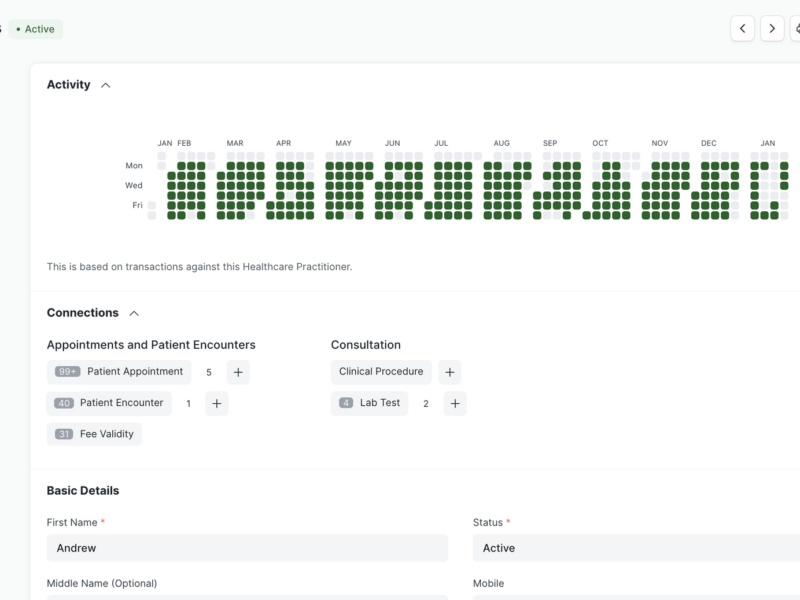 s
• Active
Activity
JAN FEB MAR APR MAY JUN JUL AUG SEP OCT NOV DEC JAN
Mon
Wed
Fri
This is based on transactions against this Healthcare Practitioner.
Connections
Appointments and Patient Encounters
Consultation
99+ Patient Appointment 5 +
Clinical Procedure +
40 Patient Encounter 1 +
4 Lab Test 2 +
31 Fee Validity
Basic Details
First Name *
Status *
Andrew
Active
Middle Name (Optional)
Mobile